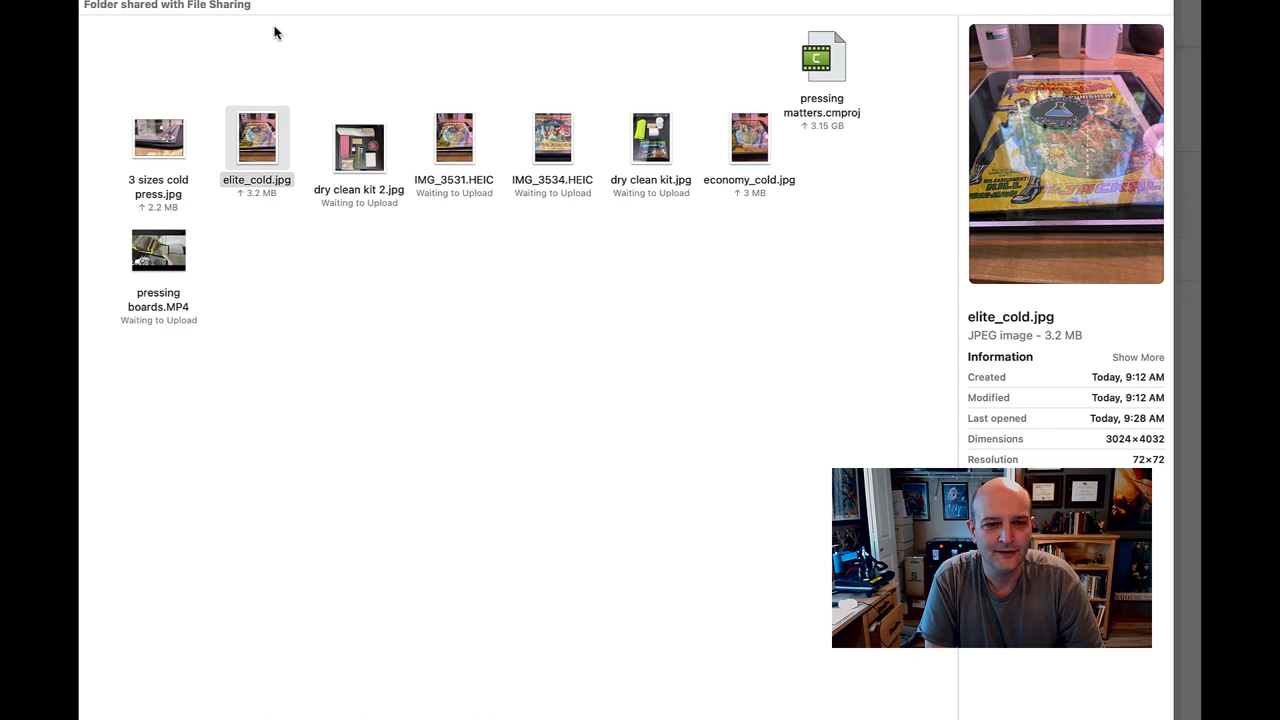 Folder shared with File Sharing
pressing
matters.cmproj
↑ 3.15 GB
3 sizes cold
press.jpg
↑ 2.2 MB
elite_cold.jpg
↑ 3.2 MB
dry clean kit 2.jpg
Waiting to Upload
IMG_3531.HEIC
Waiting to Upload
IMG_3534.HEIC
Waiting to Upload
dry clean kit.jpg
Waiting to Upload
economy_cold.jpg
↑ 3 MB
pressing
boards.MP4
Waiting to Upload
PUNISHER!
KILL
JACKAL
elite_cold.jpg
JPEG image - 3.2 MB
Information Show More
Created Today, 9:12 AM
Modified Today, 9:12 AM
Last opened Today, 9:28 AM
Dimensions 3024×4032
Resolution 72×72